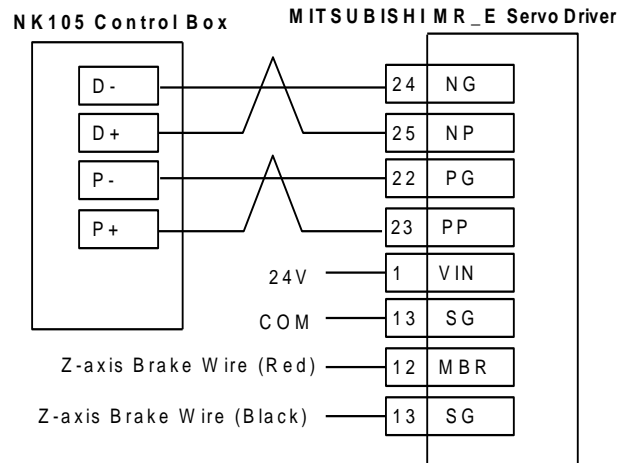 NK105 Control Box
MITSUBISHI MR_E Servo Driver
D- 24 NG
D+ 25 NP
P- 22 PG
P+ 23 PP
24V 1 VIN
COM 13 SG
Z-axis Brake Wire (Red) 12 MBR
Z-axis Brake Wire (Black) 13 SG